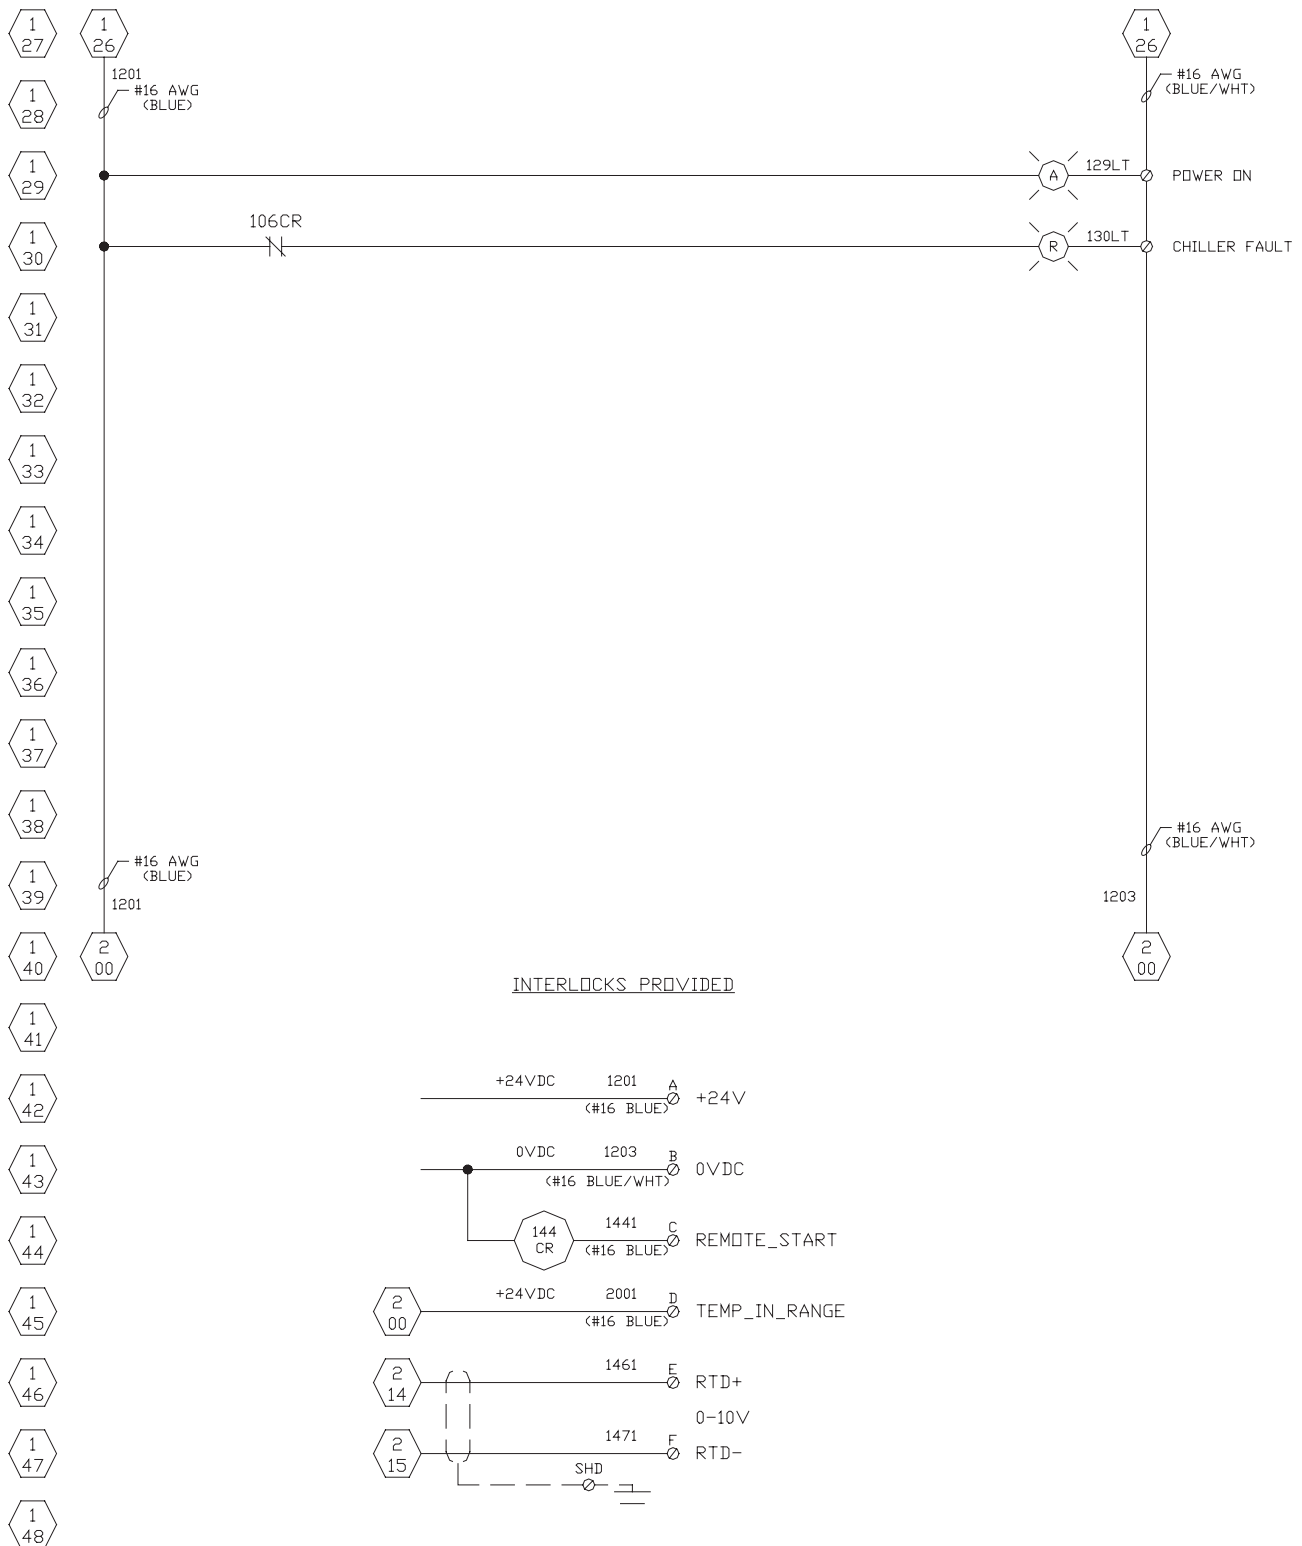 1
27
1
26
1
26
1201
#16 AWG
(BLUE)
#16 AWG
(BLUE/WHT)
1
28
1
29
A
129LT
POWER ON
106CR
1
30
R
130LT
CHILLER FAULT
1
31
1
32
1
33
1
34
1
35
1
36
1
37
1
38
#16 AWG
(BLUE/WHT)
#16 AWG
(BLUE)
1
39
1201
1203
1
40
2
00
2
00
INTERLOCKS PROVIDED
1
41
1
42
+24VDC
1201
A
(#16 BLUE)
+24V
1
43
0VDC
1203
B
(#16 BLUE/WHT)
0VDC
1
44
144
CR
1441
C
(#16 BLUE)
REMOTE_START
1
45
2
00
+24VDC
2001
D
(#16 BLUE)
TEMP_IN_RANGE
1
46
2
14
1461
E
RTD+
0-10V
1
47
2
15
1471
F
RTD-
SHD
1
48